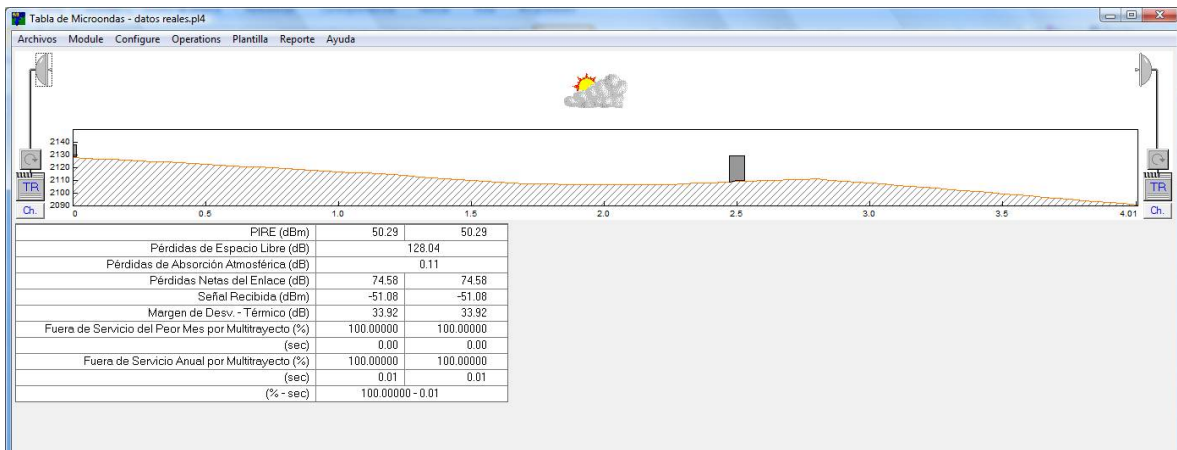 Tabla de Microondas - datos reales.pl4
Archivos Module Configure Operations Plantilla Reporte Ayuda
2140
2130
2120
2110
2100
2090
TR
Ch.
TR
Ch.
0 0.5 1.0 1.5 2.0 2.5 3.0 3.5 4.01
PIRE (dBm) 50.29 50.29
Pérdidas de Espacio Libre (dB) 128.04
Pérdidas de Absorción Atmosférica (dB) 0.11
Pérdidas Netas del Enlace (dB) 74.58 74.58
Señal Recibida (dBm) -51.08 -51.08
Margen de Desv. - Térmico (dB) 33.92 33.92
Fuera de Servicio del Peor Mes por Multitrayecto (%) 100.00000 100.00000
(sec) 0.00 0.00
Fuera de Servicio Anual por Multitrayecto (%) 100.00000 100.00000
(sec) 0.01 0.01
(% - sec) 100.00000 - 0.01